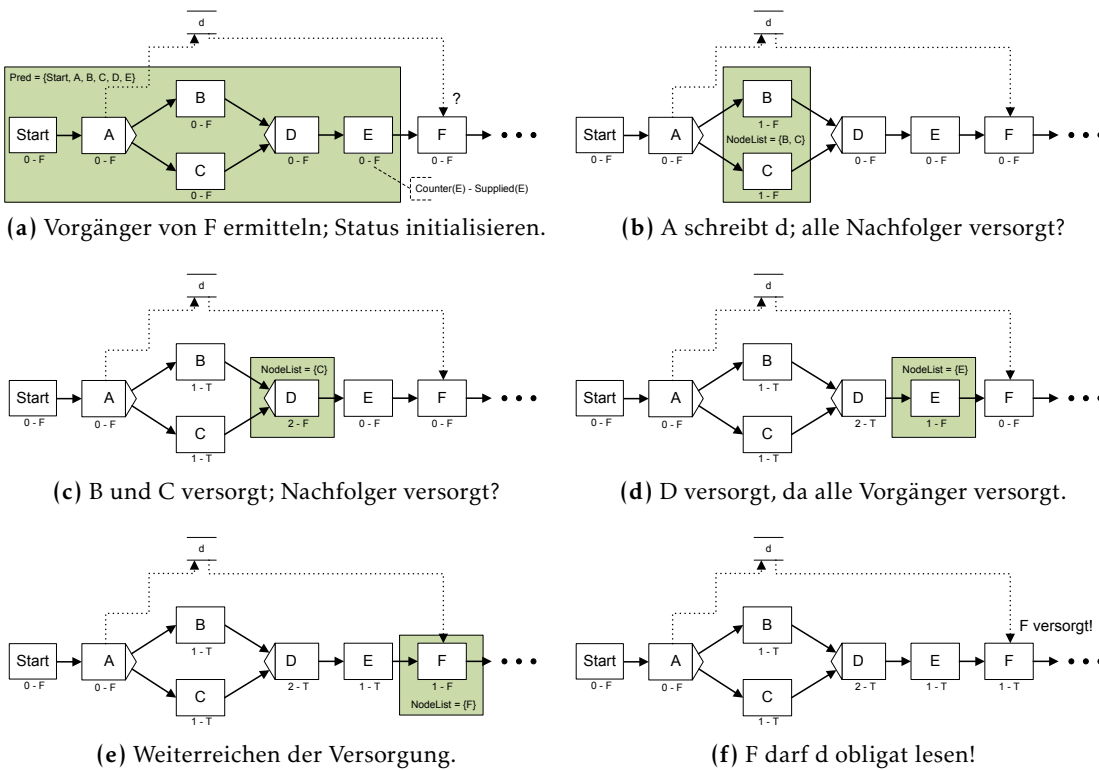 d
Pred = {Start, A, B, C, D, E}
B
0 - F
?
Start
0 - F
A
0 - F
D
0 - F
E
0 - F
F
0 - F
C
0 - F
Counter(E) - Supplied(E)
(a) Vorgänger von F ermitteln; Status initialisieren.
d
B
1 - F
NodeList = {B, C}
Start
0 - F
A
0 - F
D
0 - F
E
0 - F
F
0 - F
C
1 - F
(b) A schreibt d; alle Nachfolger versorgt?
d
B
1 - T
NodeList = {C}
Start
0 - F
A
0 - F
D
2 - F
E
0 - F
F
0 - F
C
1 - T
(c) B und C versorgt; Nachfolger versorgt?
d
B
1 - T
NodeList = {E}
Start
0 - F
A
0 - F
D
2 - T
E
1 - F
F
0 - F
C
1 - T
(d) D versorgt, da alle Vorgänger versorgt.
d
B
1 - T
Start
0 - F
A
0 - F
D
2 - T
E
1 - T
F
1 - F
NodeList = {F}
C
1 - T
(e) Weiterreichen der Versorgung.
d
F versorgt!
B
1 - T
Start
0 - F
A
0 - F
D
2 - T
E
1 - T
F
1 - T
C
1 - T
(f) F darf d obligat lesen!